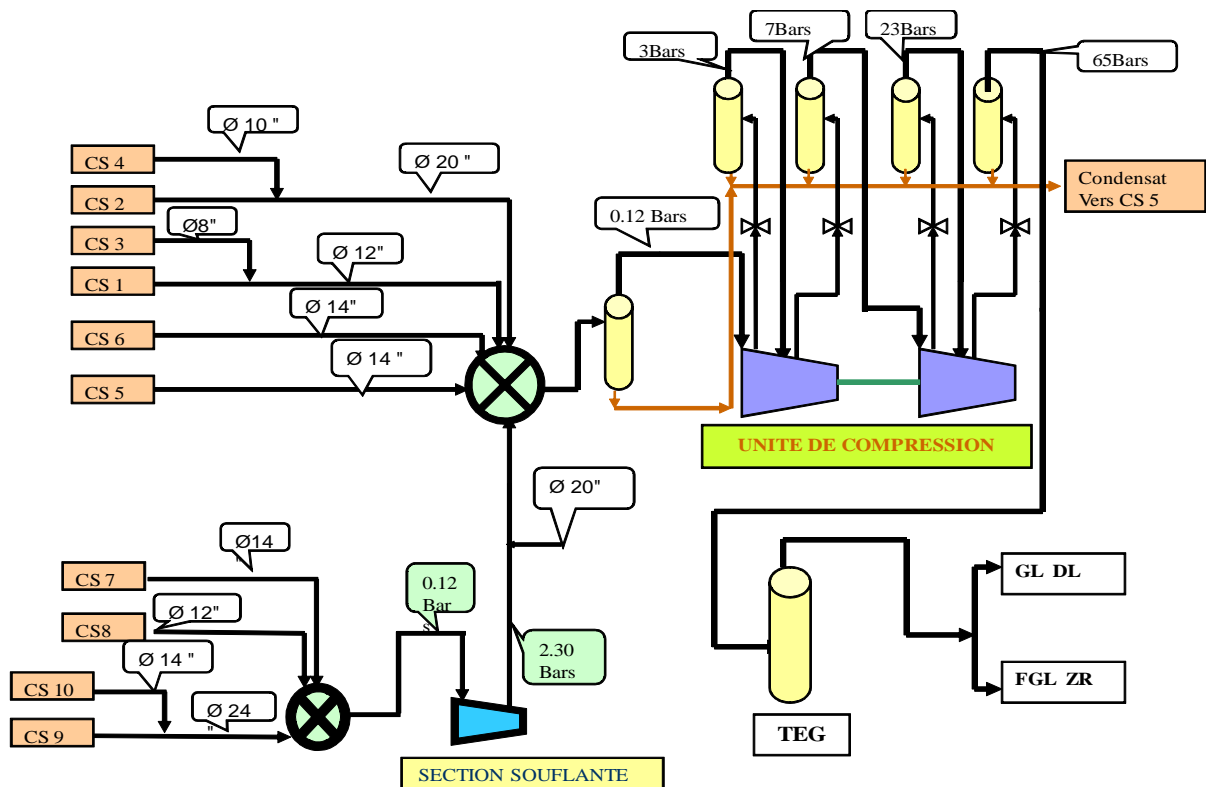 3Bars
7Bars
23Bars
65Bars
Ø 10 "
Ø 20 "
CS 4
CS 2
Ø8"
CS 3
Ø 12"
CS 1
Ø 14"
CS 6
Ø 14 "
CS 5
0.12 Bars
Condensat
Vers CS 5
UNITE DE COMPRESSION
Ø 20"
Ø14
"
CS 7
Ø 12"
CS8
Ø 14 "
CS 10
Ø 24
"
CS 9
0.12
Bar
s
2.30
Bars
SECTION SOUFLANTE
GL DL
FGL ZR
TEG